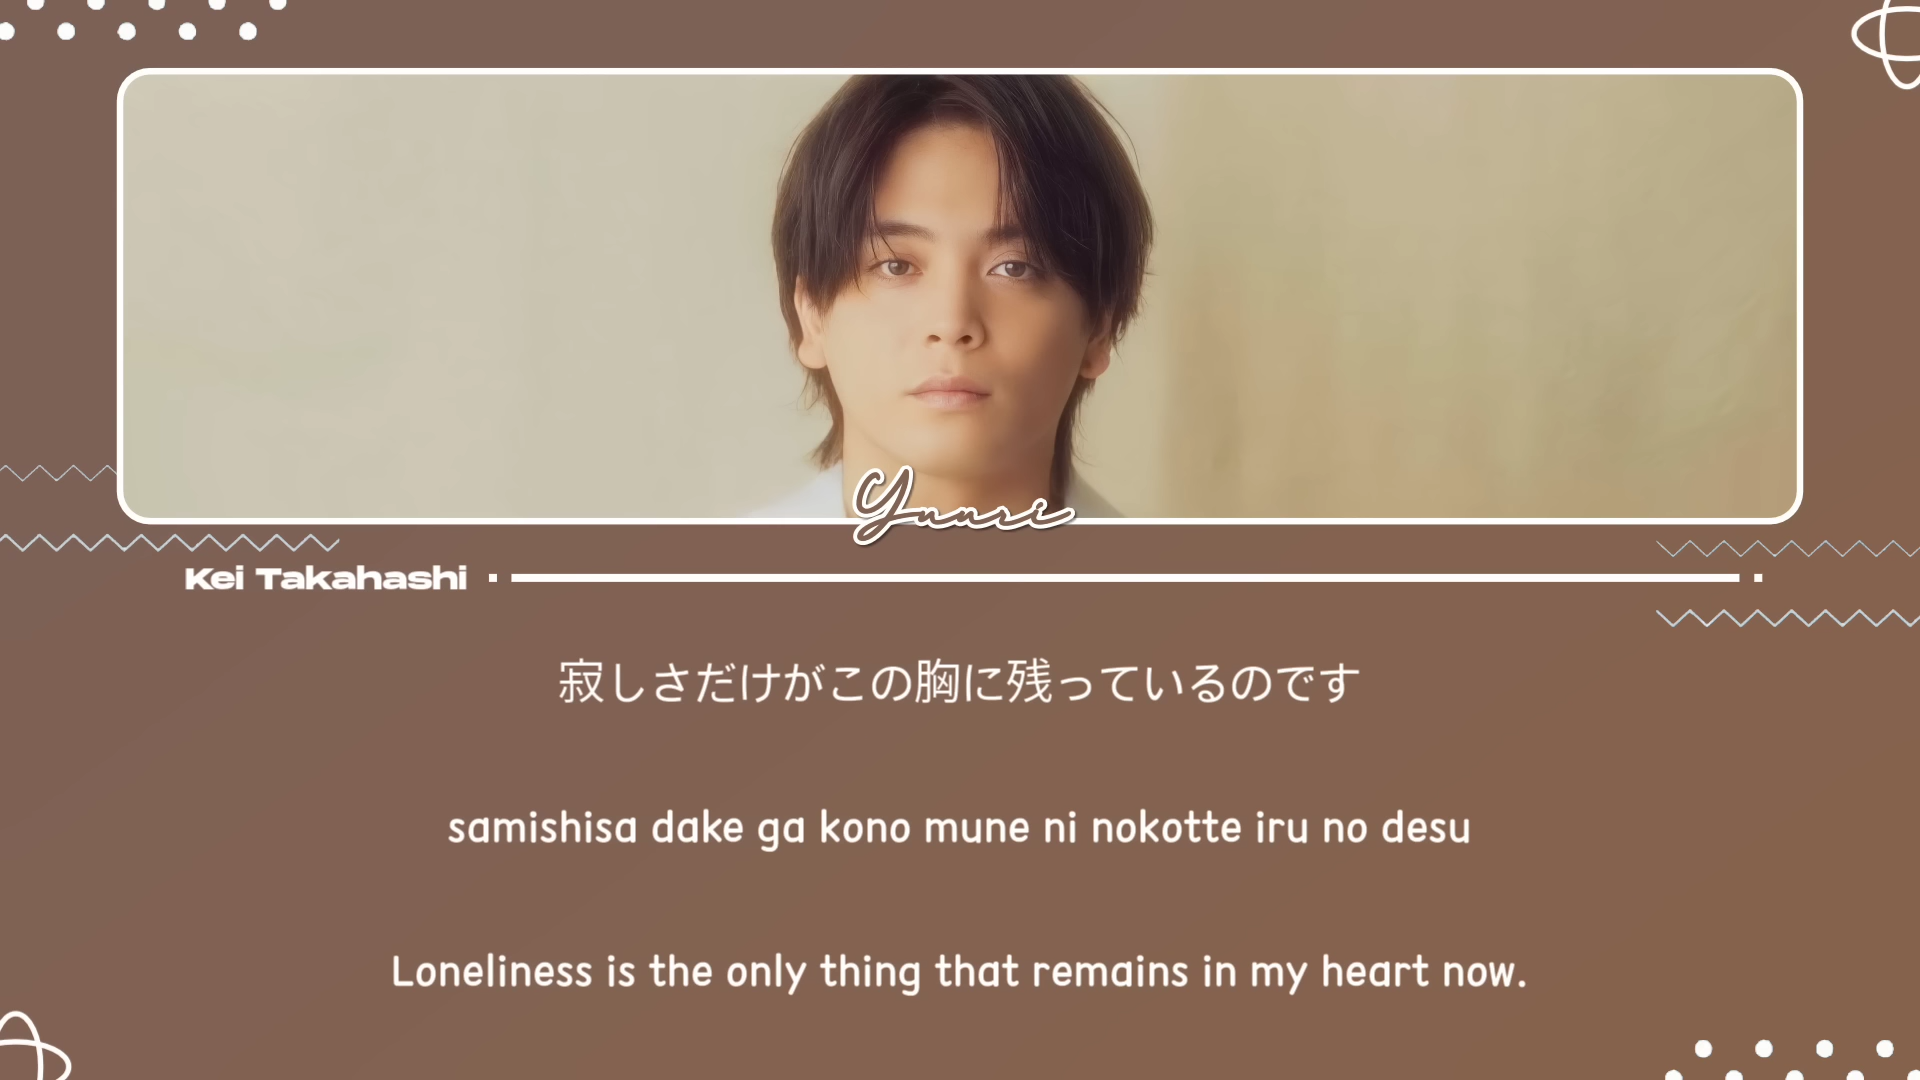 Yuuri
Kei Takahashi
寂しさだけがこの胸に残っているのです
samishisa dake ga kono mune ni nokotte iru no desu
Loneliness is the only thing that remains in my heart now.